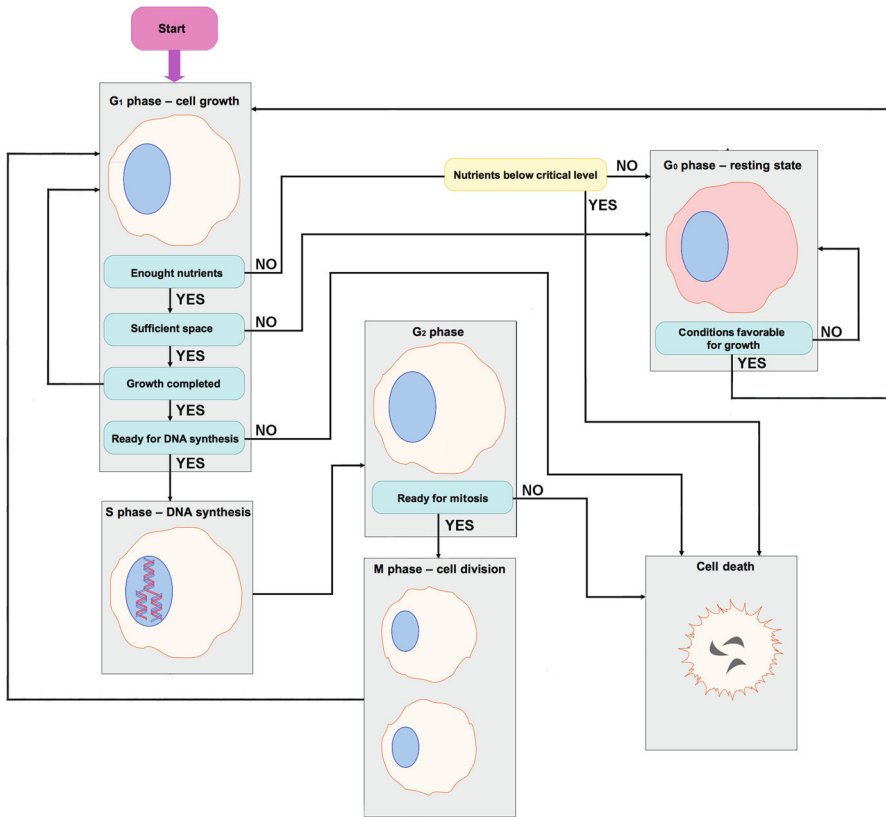 Start
G₁ phase – cell growth
Enought nutrients
NO
YES
Sufficient space
NO
YES
Growth completed
YES
Ready for DNA synthesis
NO
YES
S phase – DNA synthesis
Nutrients below critical level
NO
YES
G₀ phase – resting state
Conditions favorable
for growth
NO
YES
G₂ phase
Ready for mitosis
NO
YES
M phase – cell division
Cell death